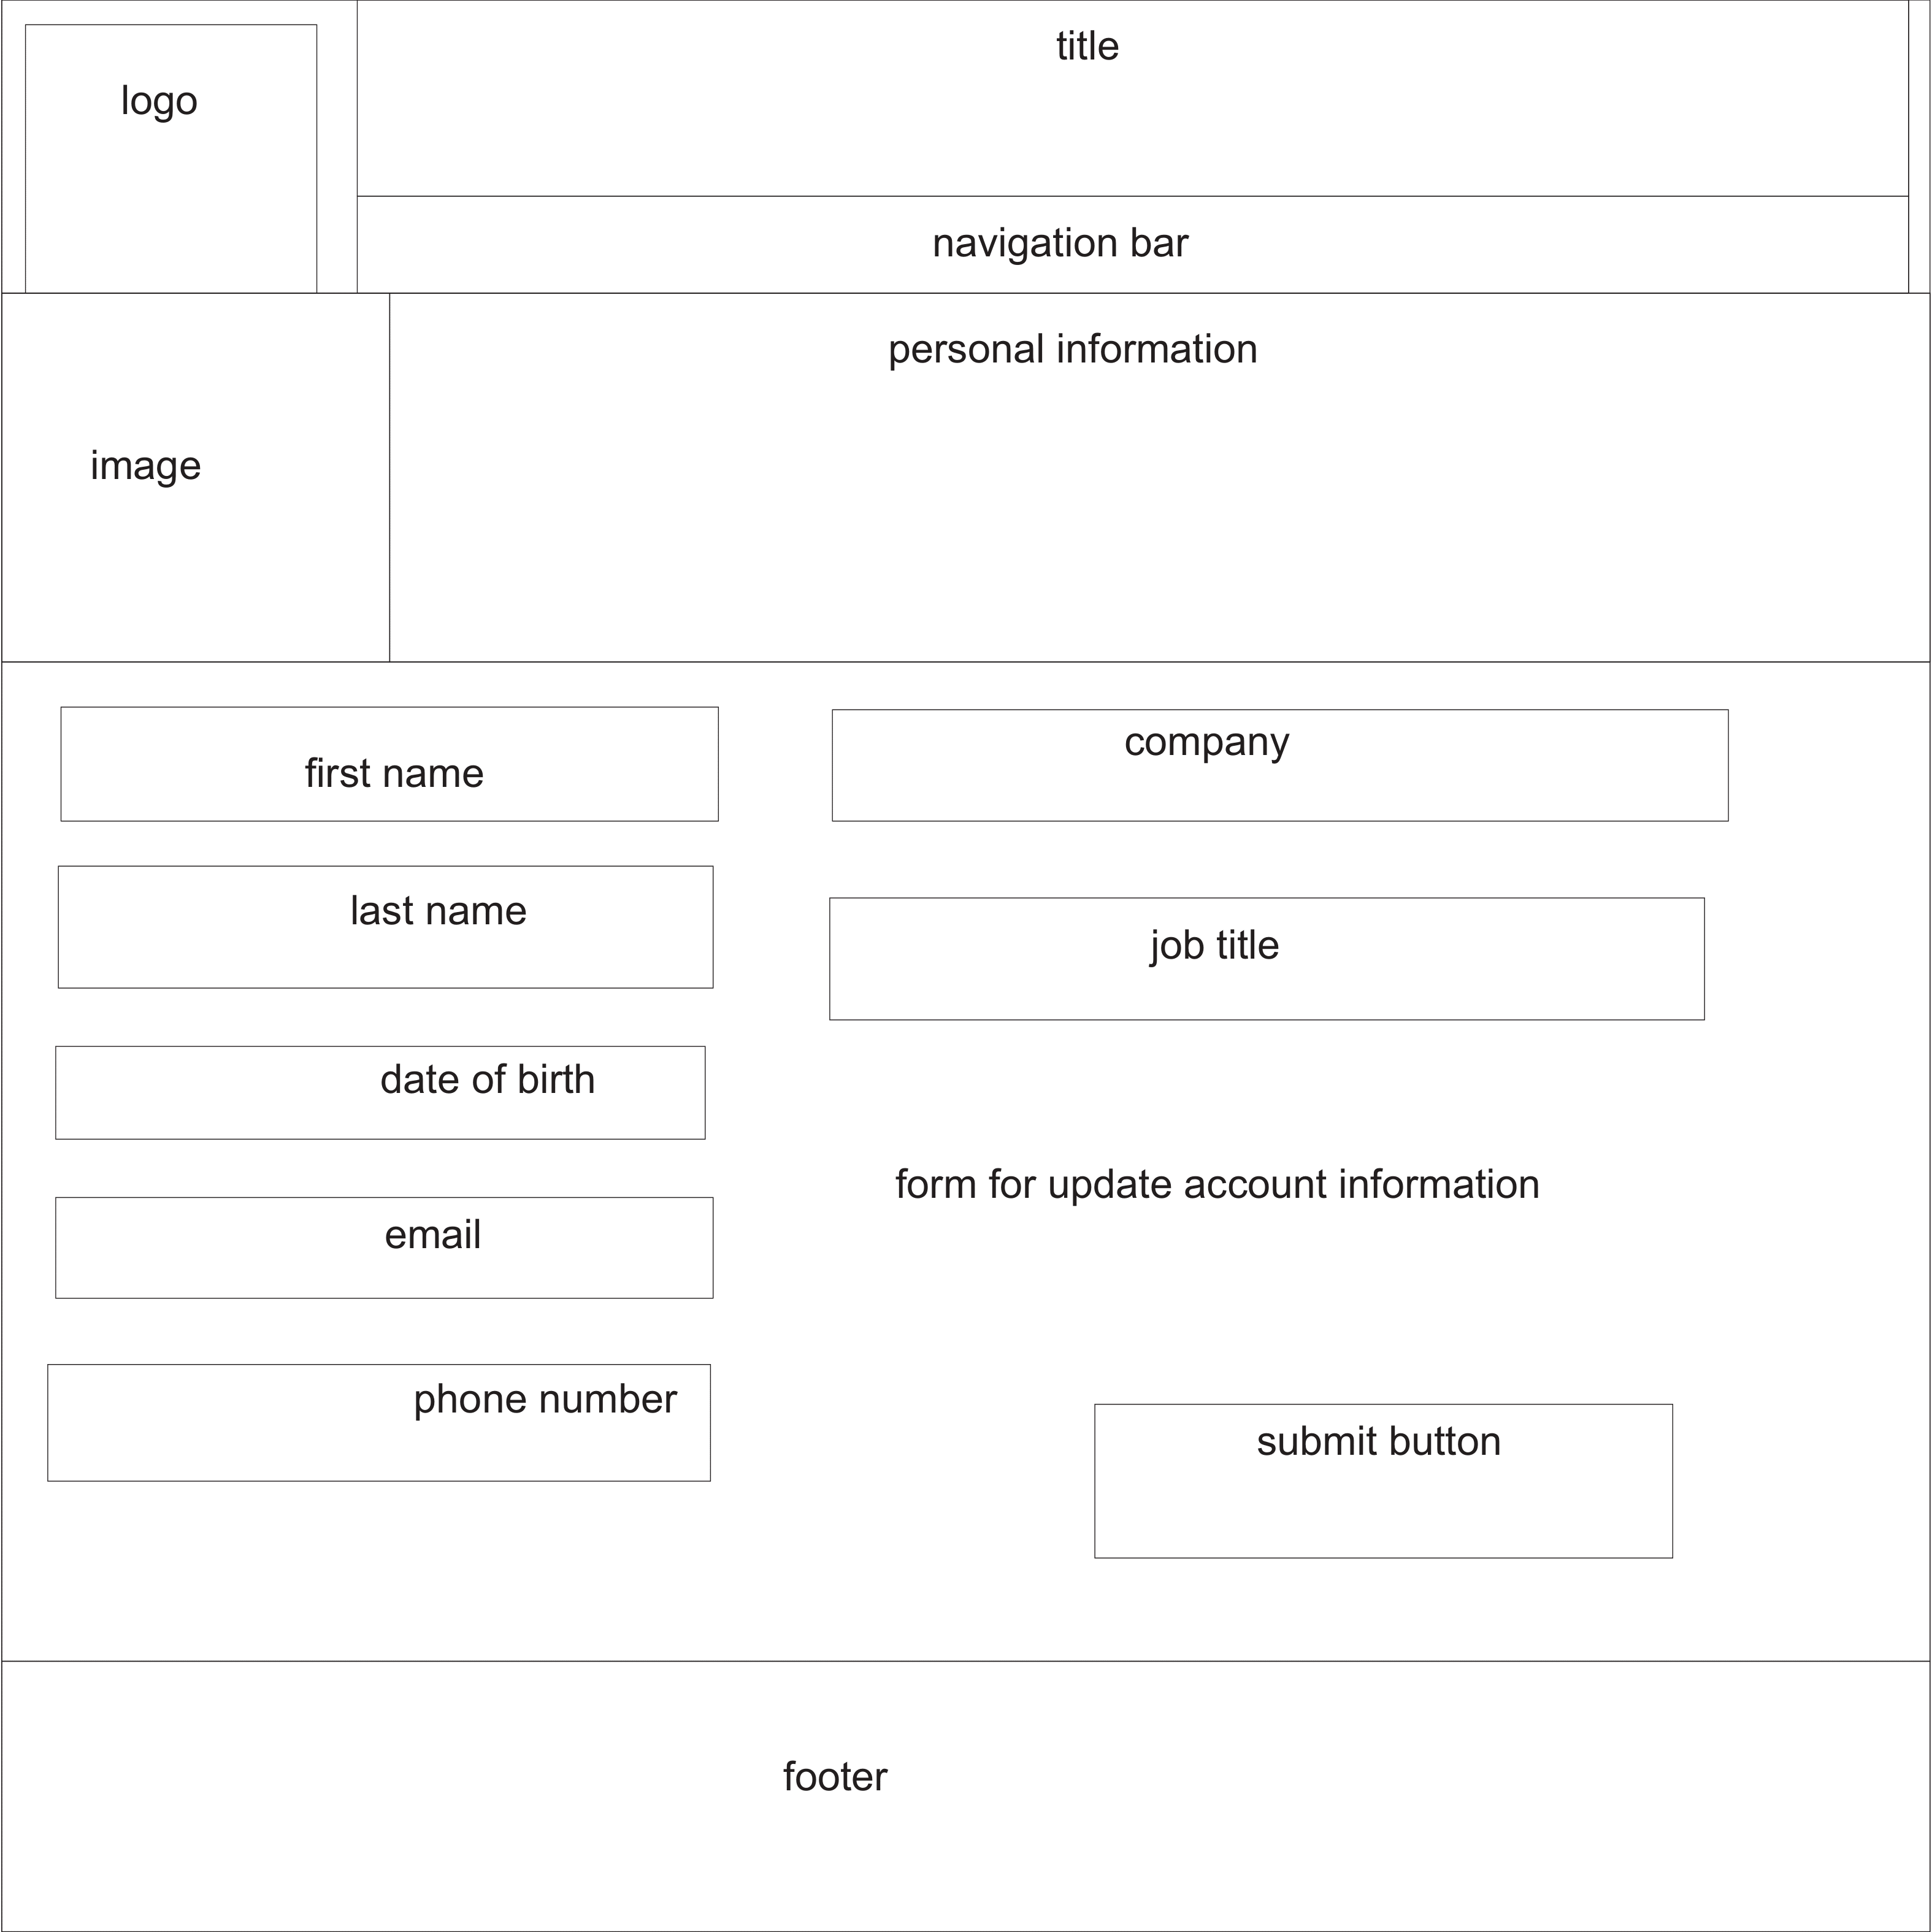 title
logo
navigation bar
personal information
image
first name
company
last name
job title
date of birth
form for update account information
email
phone number
submit button
footer